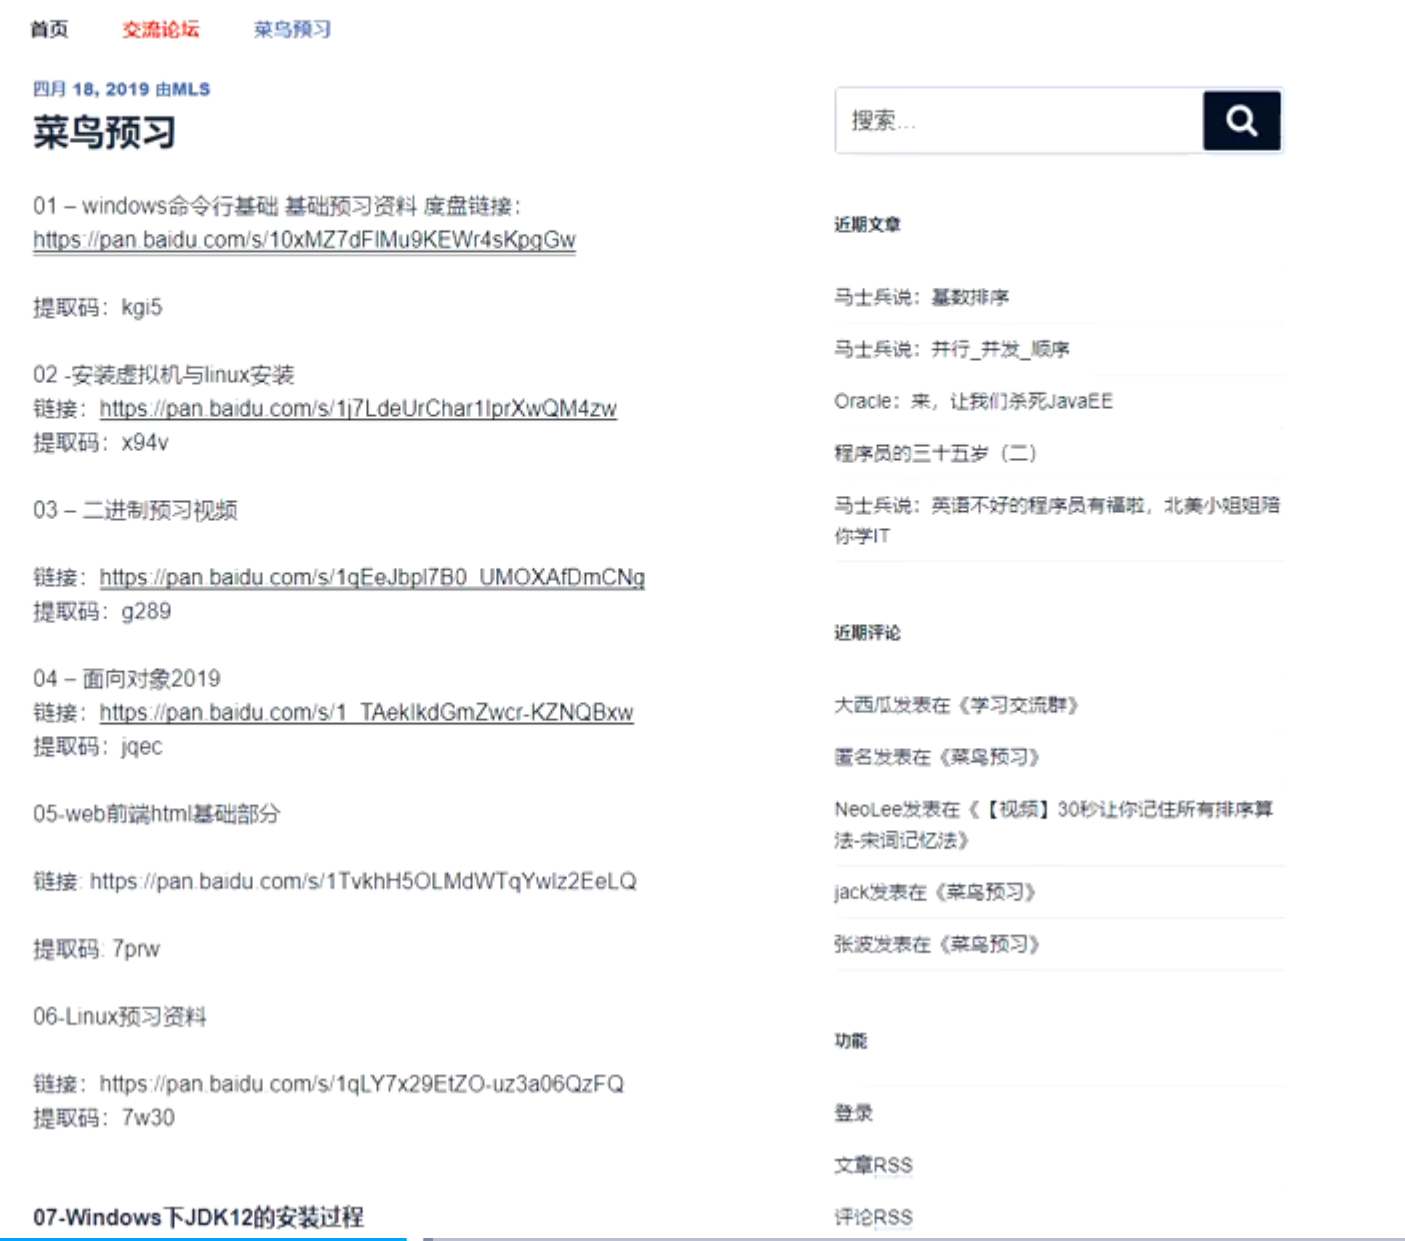 首页 交流论坛 菜鸟预习
四月 18, 2019 由MLS
菜鸟预习
01 – windows命令行基础 基础预习资料 度盘链接：
https://pan.baidu.com/s/10xMZ7dFIMu9KEWr4sKpgGw
提取码：kgi5
02 -安装虚拟机与linux安装
链接：https://pan.baidu.com/s/1j7LdeUrChar1IprXwQM4zw
提取码：x94v
03 – 二进制预习视频
链接：https://pan.baidu.com/s/1qEeJbpl7B0_UMOXAfDmCNg
提取码：g289
04 – 面向对象2019
链接：https://pan.baidu.com/s/1_TAekIkdGmZwcr-KZNQBxw
提取码：jqec
05-web前端html基础部分
链接: https://pan.baidu.com/s/1TvkhH5OLMdWTqYwIz2EeLQ
提取码: 7prw
06-Linux预习资料
链接：https://pan.baidu.com/s/1qLY7x29EtZO-uz3a06QzFQ
提取码：7w30
07-Windows下JDK12的安装过程
搜索…
近期文章
马士兵说：基数排序
马士兵说：并行_并发_顺序
Oracle：来，让我们杀死JavaEE
程序员的三十五岁（二）
马士兵说：英语不好的程序员有福啦，北美小姐姐陪
你学IT
近期评论
大西瓜发表在《学习交流群》
匿名发表在《菜鸟预习》
NeoLee发表在《【视频】30秒让你记住所有排序算
法-宋词记忆法》
jack发表在《菜鸟预习》
张波发表在《菜鸟预习》
功能
登录
文章RSS
评论RSS